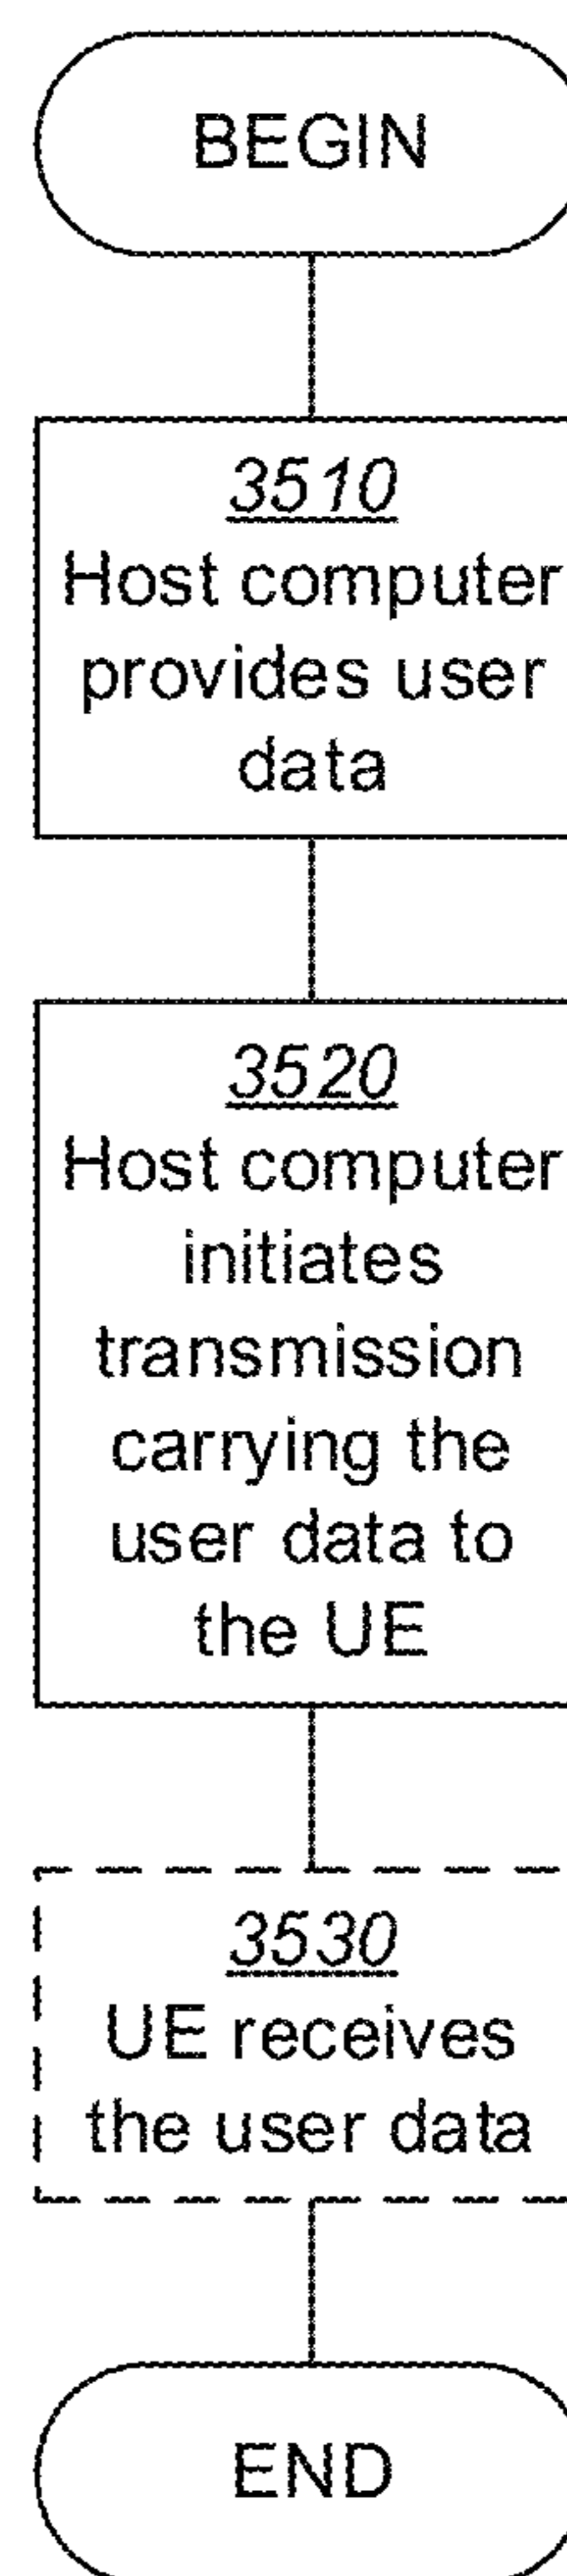 BEGIN
3510
Host computer
provides user
data
3520
Host computer
initiates
transmission
carrying the
user data to
the UE
3530
UE receives
the user data
END